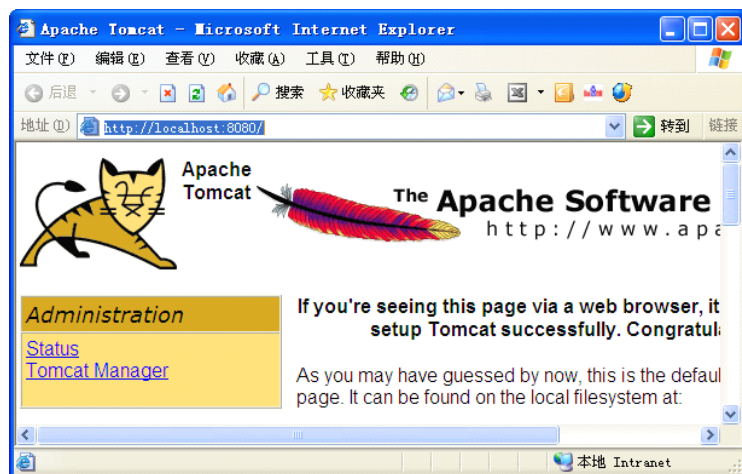 Apache Tomcat - Microsoft Internet Explorer
文件(F) 编辑(E) 查看(V) 收藏(A) 工具(T) 帮助(H)
后退 搜索 收藏夹
地址(D) http://localhost:8080/ 转到 链接
Apache
Tomcat
The Apache Software
http://www.apa
Administration
Status
Tomcat Manager
If you're seeing this page via a web browser, it
setup Tomcat successfully. Congratula
As you may have guessed by now, this is the defaul
page. It can be found on the local filesystem at:
本地 Intranet